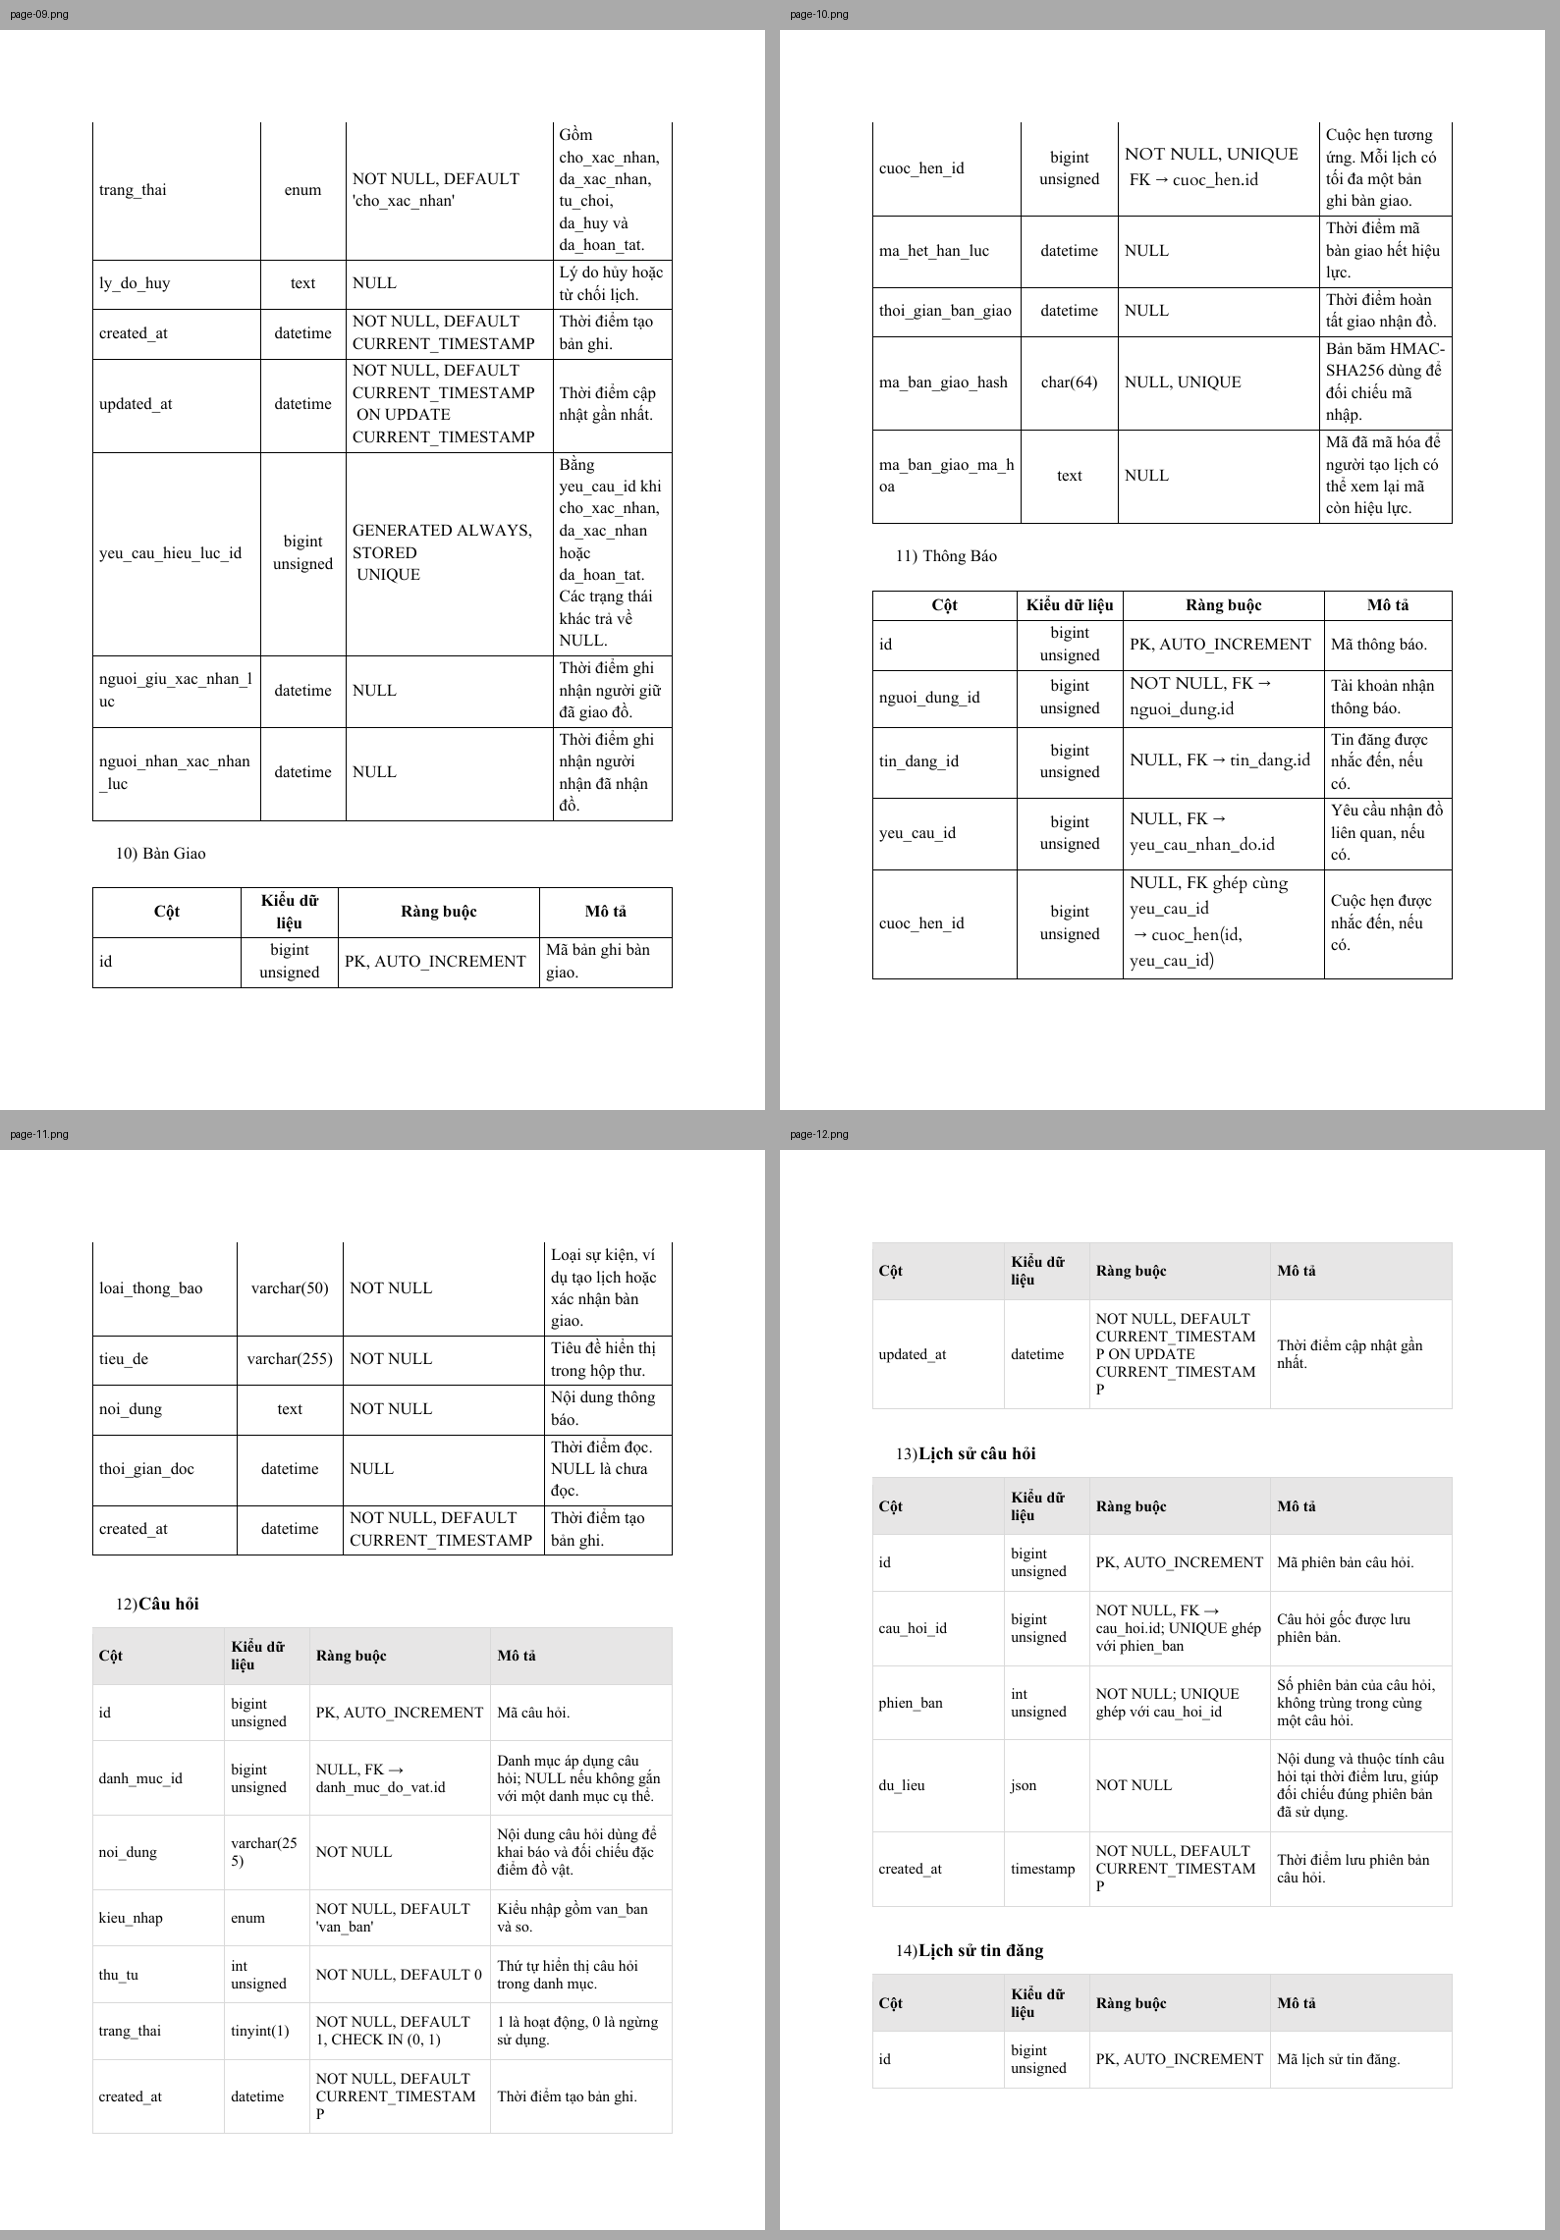 page-09.png
trang_thai
enum
NOT NULL, DEFAULT
'cho_xac_nhan'
Gồm
cho_xac_nhan,
da_xac_nhan,
tu_choi,
da_huy và
da_hoan_tat.
ly_do_huy
text
NULL
Lý do hủy hoặc
từ chối lịch.
created_at
datetime
NOT NULL, DEFAULT
CURRENT_TIMESTAMP
Thời điểm tạo
bản ghi.
updated_at
datetime
NOT NULL, DEFAULT
CURRENT_TIMESTAMP
ON UPDATE
CURRENT_TIMESTAMP
Thời điểm cập
nhật gần nhất.
yeu_cau_hieu_luc_id
bigint
unsigned
GENERATED ALWAYS,
STORED
UNIQUE
Bằng
yeu_cau_id khi
cho_xac_nhan,
da_xac_nhan
hoặc
da_hoan_tat.
Các trạng thái
khác trả về
NULL.
nguoi_giu_xac_nhan_l
uc
datetime
NULL
Thời điểm ghi
nhận người giữ
đã giao đồ.
nguoi_nhan_xac_nhan
_luc
datetime
NULL
Thời điểm ghi
nhận người
nhận đã nhận
đồ.
10) Bàn Giao
Cột
Kiểu dữ
liệu
Ràng buộc
Mô tả
id
bigint
unsigned
PK, AUTO_INCREMENT
Mã bản ghi bàn
giao.
page-10.png
cuoc_hen_id
bigint
unsigned
NOT NULL, UNIQUE
FK → cuoc_hen.id
Cuộc hẹn tương
ứng. Mỗi lịch có
tối đa một bản
ghi bàn giao.
ma_het_han_luc
datetime
NULL
Thời điểm mã
bàn giao hết hiệu
lực.
thoi_gian_ban_giao
datetime
NULL
Thời điểm hoàn
tất giao nhận đồ.
ma_ban_giao_hash
char(64)
NULL, UNIQUE
Bản băm HMAC-
SHA256 dùng để
đối chiếu mã
nhập.
ma_ban_giao_ma_h
oa
text
NULL
Mã đã mã hóa để
người tạo lịch có
thể xem lại mã
còn hiệu lực.
11) Thông Báo
Cột
Kiểu dữ liệu
Ràng buộc
Mô tả
id
bigint
unsigned
PK, AUTO_INCREMENT
Mã thông báo.
nguoi_dung_id
bigint
unsigned
NOT NULL, FK →
nguoi_dung.id
Tài khoản nhận
thông báo.
tin_dang_id
bigint
unsigned
NULL, FK → tin_dang.id
Tin đăng được
nhắc đến, nếu
có.
yeu_cau_id
bigint
unsigned
NULL, FK →
yeu_cau_nhan_do.id
Yêu cầu nhận đồ
liên quan, nếu
có.
cuoc_hen_id
bigint
unsigned
NULL, FK ghép cùng
yeu_cau_id
→ cuoc_hen(id,
yeu_cau_id)
Cuộc hẹn được
nhắc đến, nếu
có.
page-11.png
loai_thong_bao
varchar(50)
NOT NULL
Loại sự kiện, ví
dụ tạo lịch hoặc
xác nhận bàn
giao.
tieu_de
varchar(255)
NOT NULL
Tiêu đề hiển thị
trong hộp thư.
noi_dung
text
NOT NULL
Nội dung thông
báo.
thoi_gian_doc
datetime
NULL
Thời điểm đọc.
NULL là chưa
đọc.
created_at
datetime
NOT NULL, DEFAULT
CURRENT_TIMESTAMP
Thời điểm tạo
bản ghi.
12)Câu hỏi
Cột
Kiểu dữ
liệu
Ràng buộc
Mô tả
id
bigint
unsigned
PK, AUTO_INCREMENT
Mã câu hỏi.
danh_muc_id
bigint
unsigned
NULL, FK →
danh_muc_do_vat.id
Danh mục áp dụng câu
hỏi; NULL nếu không gắn
với một danh mục cụ thể.
noi_dung
varchar(25
5)
NOT NULL
Nội dung câu hỏi dùng để
khai báo và đối chiếu đặc
điểm đồ vật.
kieu_nhap
enum
NOT NULL, DEFAULT
'van_ban'
Kiểu nhập gồm van_ban
và so.
thu_tu
int
unsigned
NOT NULL, DEFAULT 0
Thứ tự hiển thị câu hỏi
trong danh mục.
trang_thai
tinyint(1)
NOT NULL, DEFAULT
1, CHECK IN (0, 1)
1 là hoạt động, 0 là ngừng
sử dụng.
created_at
datetime
NOT NULL, DEFAULT
CURRENT_TIMESTAM
P
Thời điểm tạo bản ghi.
page-12.png
Cột
Kiểu dữ
liệu
Ràng buộc
Mô tả
updated_at
datetime
NOT NULL, DEFAULT
CURRENT_TIMESTAM
P ON UPDATE
CURRENT_TIMESTAM
P
Thời điểm cập nhật gần
nhất.
13)Lịch sử câu hỏi
Cột
Kiểu dữ
liệu
Ràng buộc
Mô tả
id
bigint
unsigned
PK, AUTO_INCREMENT
Mã phiên bản câu hỏi.
cau_hoi_id
bigint
unsigned
NOT NULL, FK →
cau_hoi.id; UNIQUE ghép
với phien_ban
Câu hỏi gốc được lưu
phiên bản.
phien_ban
int
unsigned
NOT NULL; UNIQUE
ghép với cau_hoi_id
Số phiên bản của câu hỏi,
không trùng trong cùng
một câu hỏi.
du_lieu
json
NOT NULL
Nội dung và thuộc tính câu
hỏi tại thời điểm lưu, giúp
đối chiếu đúng phiên bản
đã sử dụng.
created_at
timestamp
NOT NULL, DEFAULT
CURRENT_TIMESTAM
P
Thời điểm lưu phiên bản
câu hỏi.
14)Lịch sử tin đăng
Cột
Kiểu dữ
liệu
Ràng buộc
Mô tả
id
bigint
unsigned
PK, AUTO_INCREMENT
Mã lịch sử tin đăng.